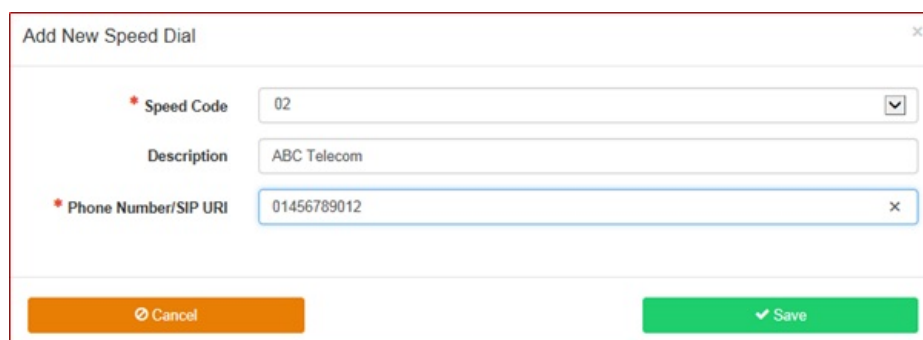 Add New Speed Dial ×
* Speed Code 02
Description ABC Telecom
* Phone Number/SIP URI 01456789012 ×
Cancel Save